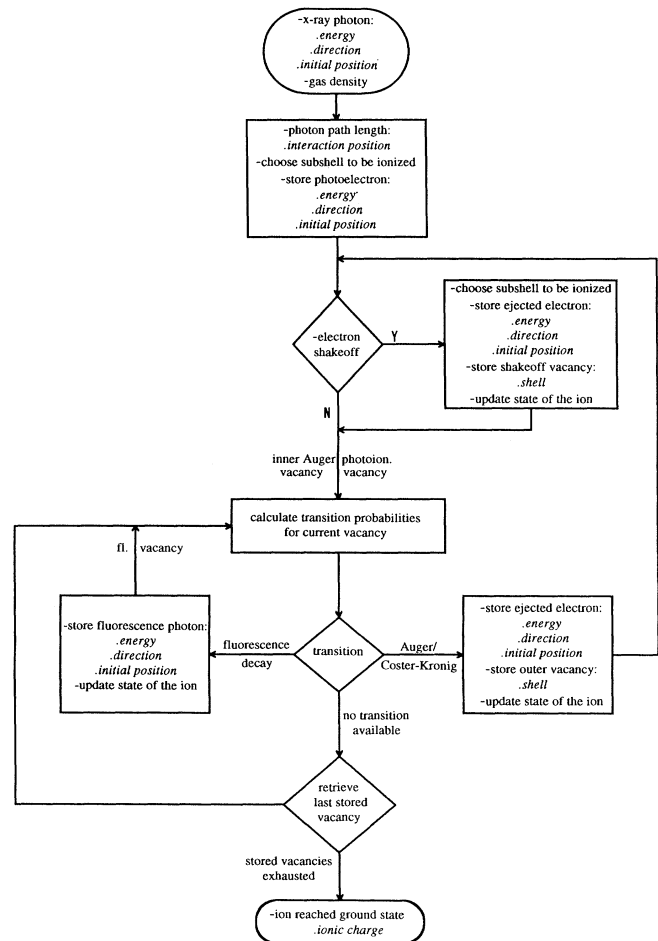 -x-ray photon:
.energy
.direction
.initial position
-gas density
-photon path length:
.interaction position
-choose subshell to be ionized
-store photoelectron:
.energy
.direction
.initial position
-electron
shakeoff
Y
N
-choose subshell to be ionized
-store ejected electron:
.energy
.direction
.initial position
-store shakeoff vacancy:
.shell
-update state of the ion
inner Auger photoion.
vacancy vacancy
calculate transition probabilities
for current vacancy
fl. vacancy
-store fluorescence photon:
.energy
.direction
.initial position
-update state of the ion
fluorescence
decay
transition
Auger/
Coster-Kronig
-store ejected electron:
.energy
.direction
.initial position
-store outer vacancy:
.shell
-update state of the ion
no transition
available
retrieve
last stored
vacancy
stored vacancies
exhausted
-ion reached ground state
.ionic charge